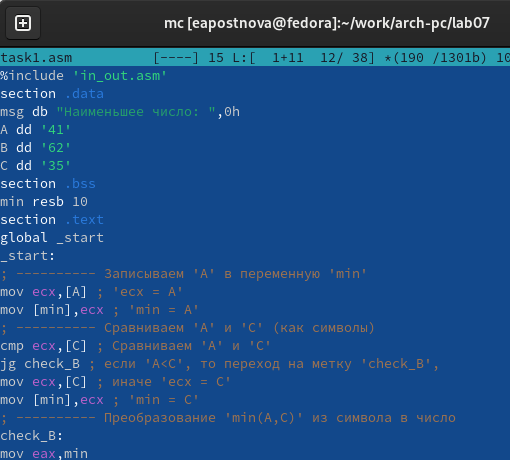 mc [eapostnova@fedora]:~/work/arch-pc/lab07
task1.asm [----] 15 L:[ 1+11 12/ 38] *(190 /1301b) 10
%include 'in_out.asm'
section .data
msg db "Наименьшее число: ",0h
A dd '41'
B dd '62'
C dd '35'
section .bss
min resb 10
section .text
global _start
_start:
; ---------- Записываем 'A' в переменную 'min'
mov ecx,[A] ; 'ecx = A'
mov [min],ecx ; 'min = A'
; ---------- Сравниваем 'A' и 'С' (как символы)
cmp ecx,[C] ; Сравниваем 'A' и 'С'
jg check_B ; если 'A<C', то переход на метку 'check_B',
mov ecx,[C] ; иначе 'ecx = C'
mov [min],ecx ; 'min = C'
; ---------- Преобразование 'min(A,C)' из символа в число
check_B:
mov eax,min